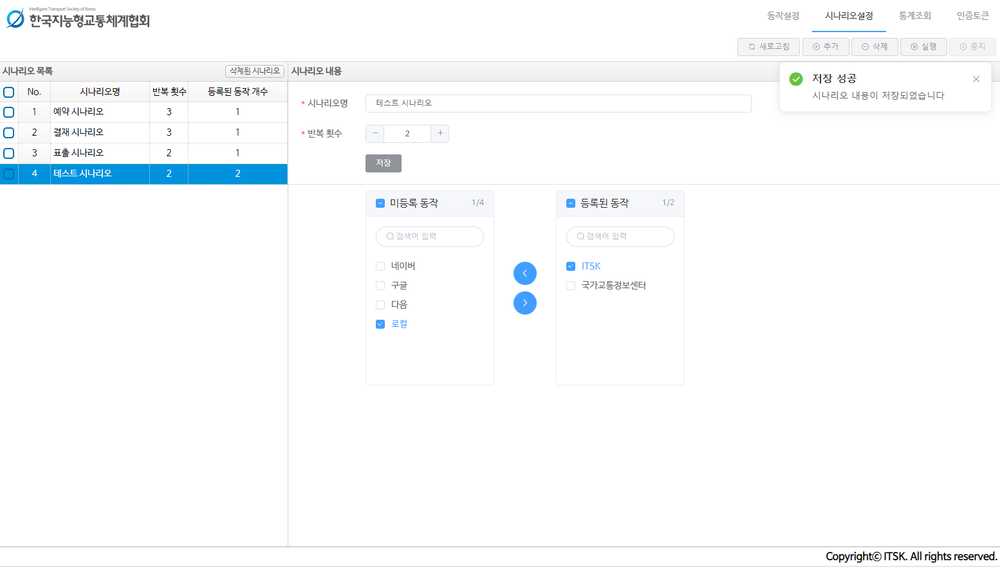 Intelligent Transport Society of Korea
한국지능형교통체계협회
동작설정 시나리오설정 통계조회 인증토큰
새로고침 추가 삭제 실행 중지
시나리오 목록 삭제된 시나리오
No. 시나리오명 반복 횟수 등록된 동작 개수
1 예약 시나리오 3 1
2 결재 시나리오 3 1
3 표출 시나리오 2 1
4 테스트 시나리오 2 2
시나리오 내용
저장 성공
시나리오 내용이 저장되었습니다
* 시나리오명 테스트 시나리오
* 반복 횟수 2
저장
미등록 동작 1/4
검색어 입력
네이버
구글
다음
로컬
등록된 동작 1/2
검색어 입력
ITSK
국가교통정보센터
Copyrightⓒ ITSK. All rights reserved.